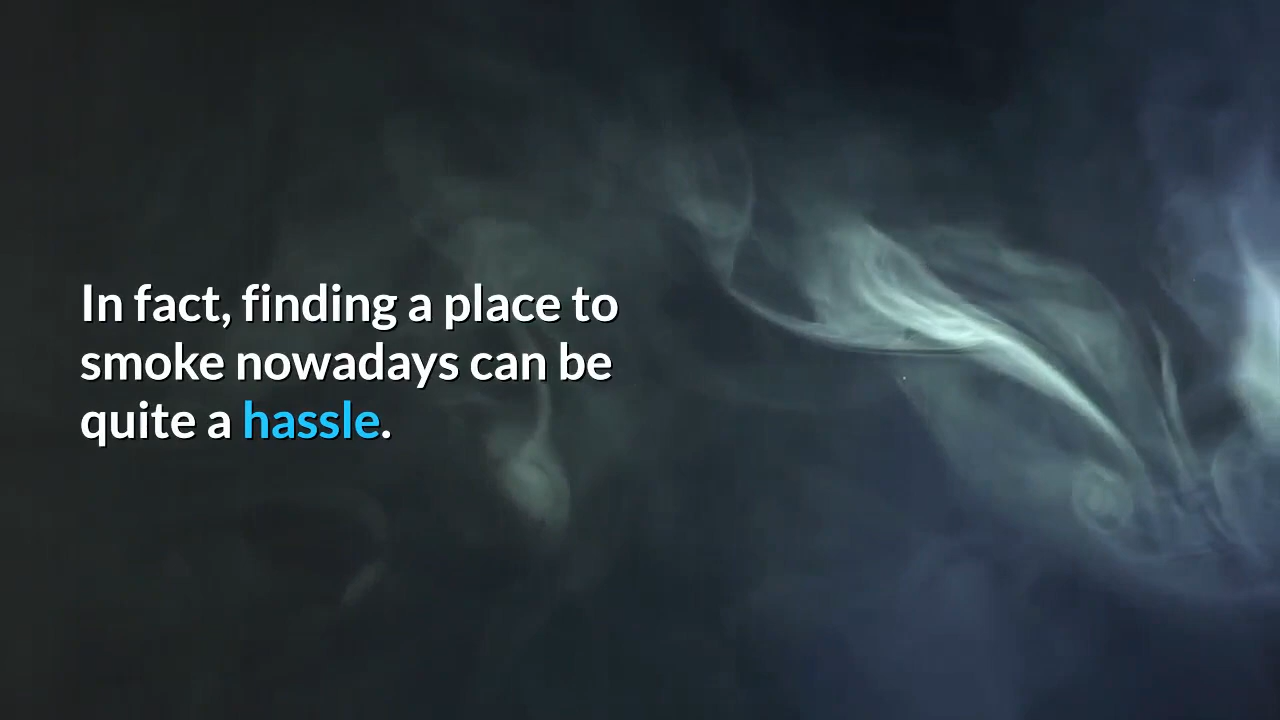 In fact, finding a place to
smoke nowadays can be
quite a hassle.